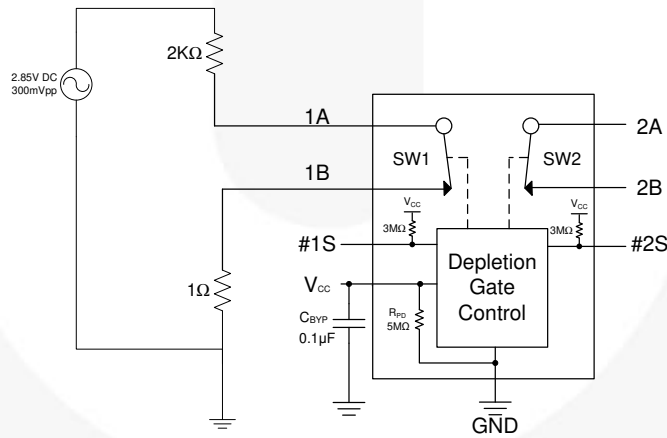 2KΩ
2.85V DC
300mVpp
1A
2A
SW1
SW2
1B
2B
VCC
3MΩ
VCC
3MΩ
#1S
#2S
Depletion
Gate
Control
VCC
1Ω
CBYP
0.1µF
RPD
5MΩ
GND